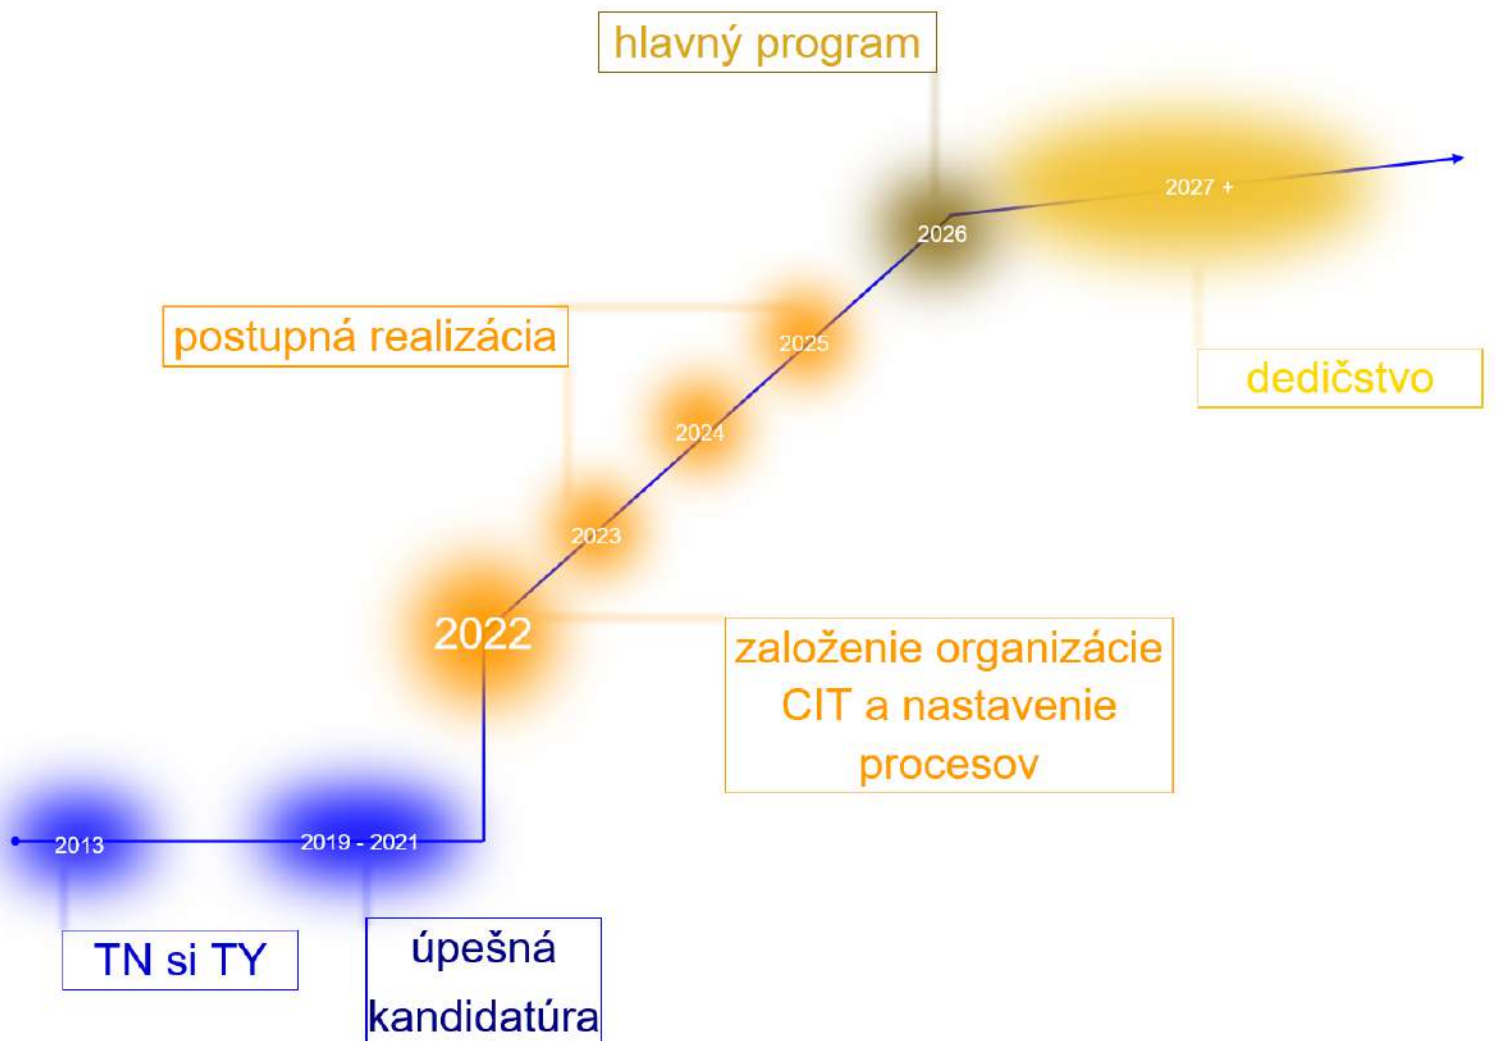 hlavný program
2027 +
2026
postupná realizácia
2025
dedičstvo
2024
2023
2022
založenie organizácie
CIT a nastavenie
procesov
2013
2019 - 2021
TN si TY
úpešná
kandidatúra